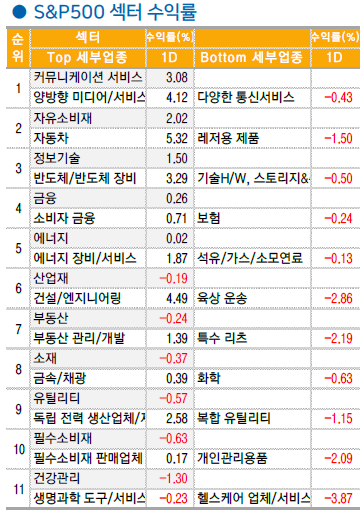 ● S&P500 섹터 수익률
순위 섹터 수익률(%) 수익률(%)
Top 세부업종 1D Bottom 세부업종 1D
1 커뮤니케이션 서비스 3.08
양방향 미디어/서비스 4.12 다양한 통신서비스 -0.43
2 자유소비재 2.02
자동차 5.32 레저용 제품 -1.50
3 정보기술 1.50
반도체/반도체 장비 3.29 기술H/W, 스토리지& -0.50
4 금융 0.26
소비자 금융 0.71 보험 -0.24
5 에너지 0.02
에너지 장비/서비스 1.87 석유/가스/소모연료 -0.13
6 산업재 -0.19
건설/엔지니어링 4.49 육상 운송 -2.86
7 부동산 -0.24
부동산 관리/개발 1.39 특수 리츠 -2.19
8 소재 -0.37
금속/채광 0.39 화학 -0.63
9 유틸리티 -0.57
독립 전력 생산업체/ 2.58 복합 유틸리티 -1.15
10 필수소비재 -0.63
필수소비재 판매업체 0.17 개인관리용품 -2.09
11 건강관리 -1.30
생명과학 도구/서비스 -0.23 헬스케어 업체/서비스 -3.87